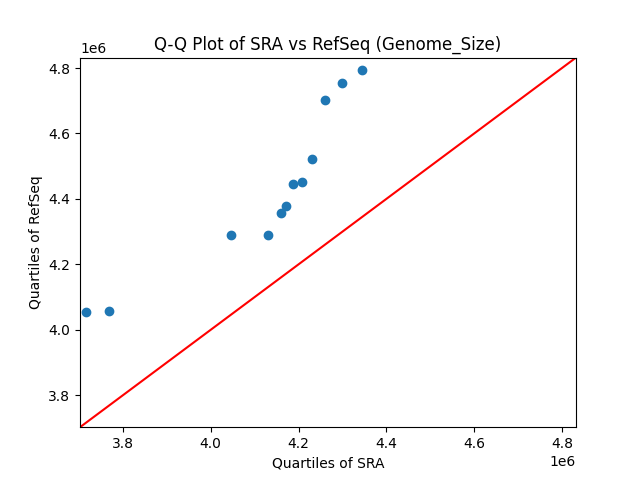 Q-Q Plot of SRA vs RefSeq (Genome_Size)
1e6
4.8
4.6
4.4
4.2
4.0
3.8
Quartiles of RefSeq
3.8 4.0 4.2 4.4 4.6 4.8
Quartiles of SRA
1e6